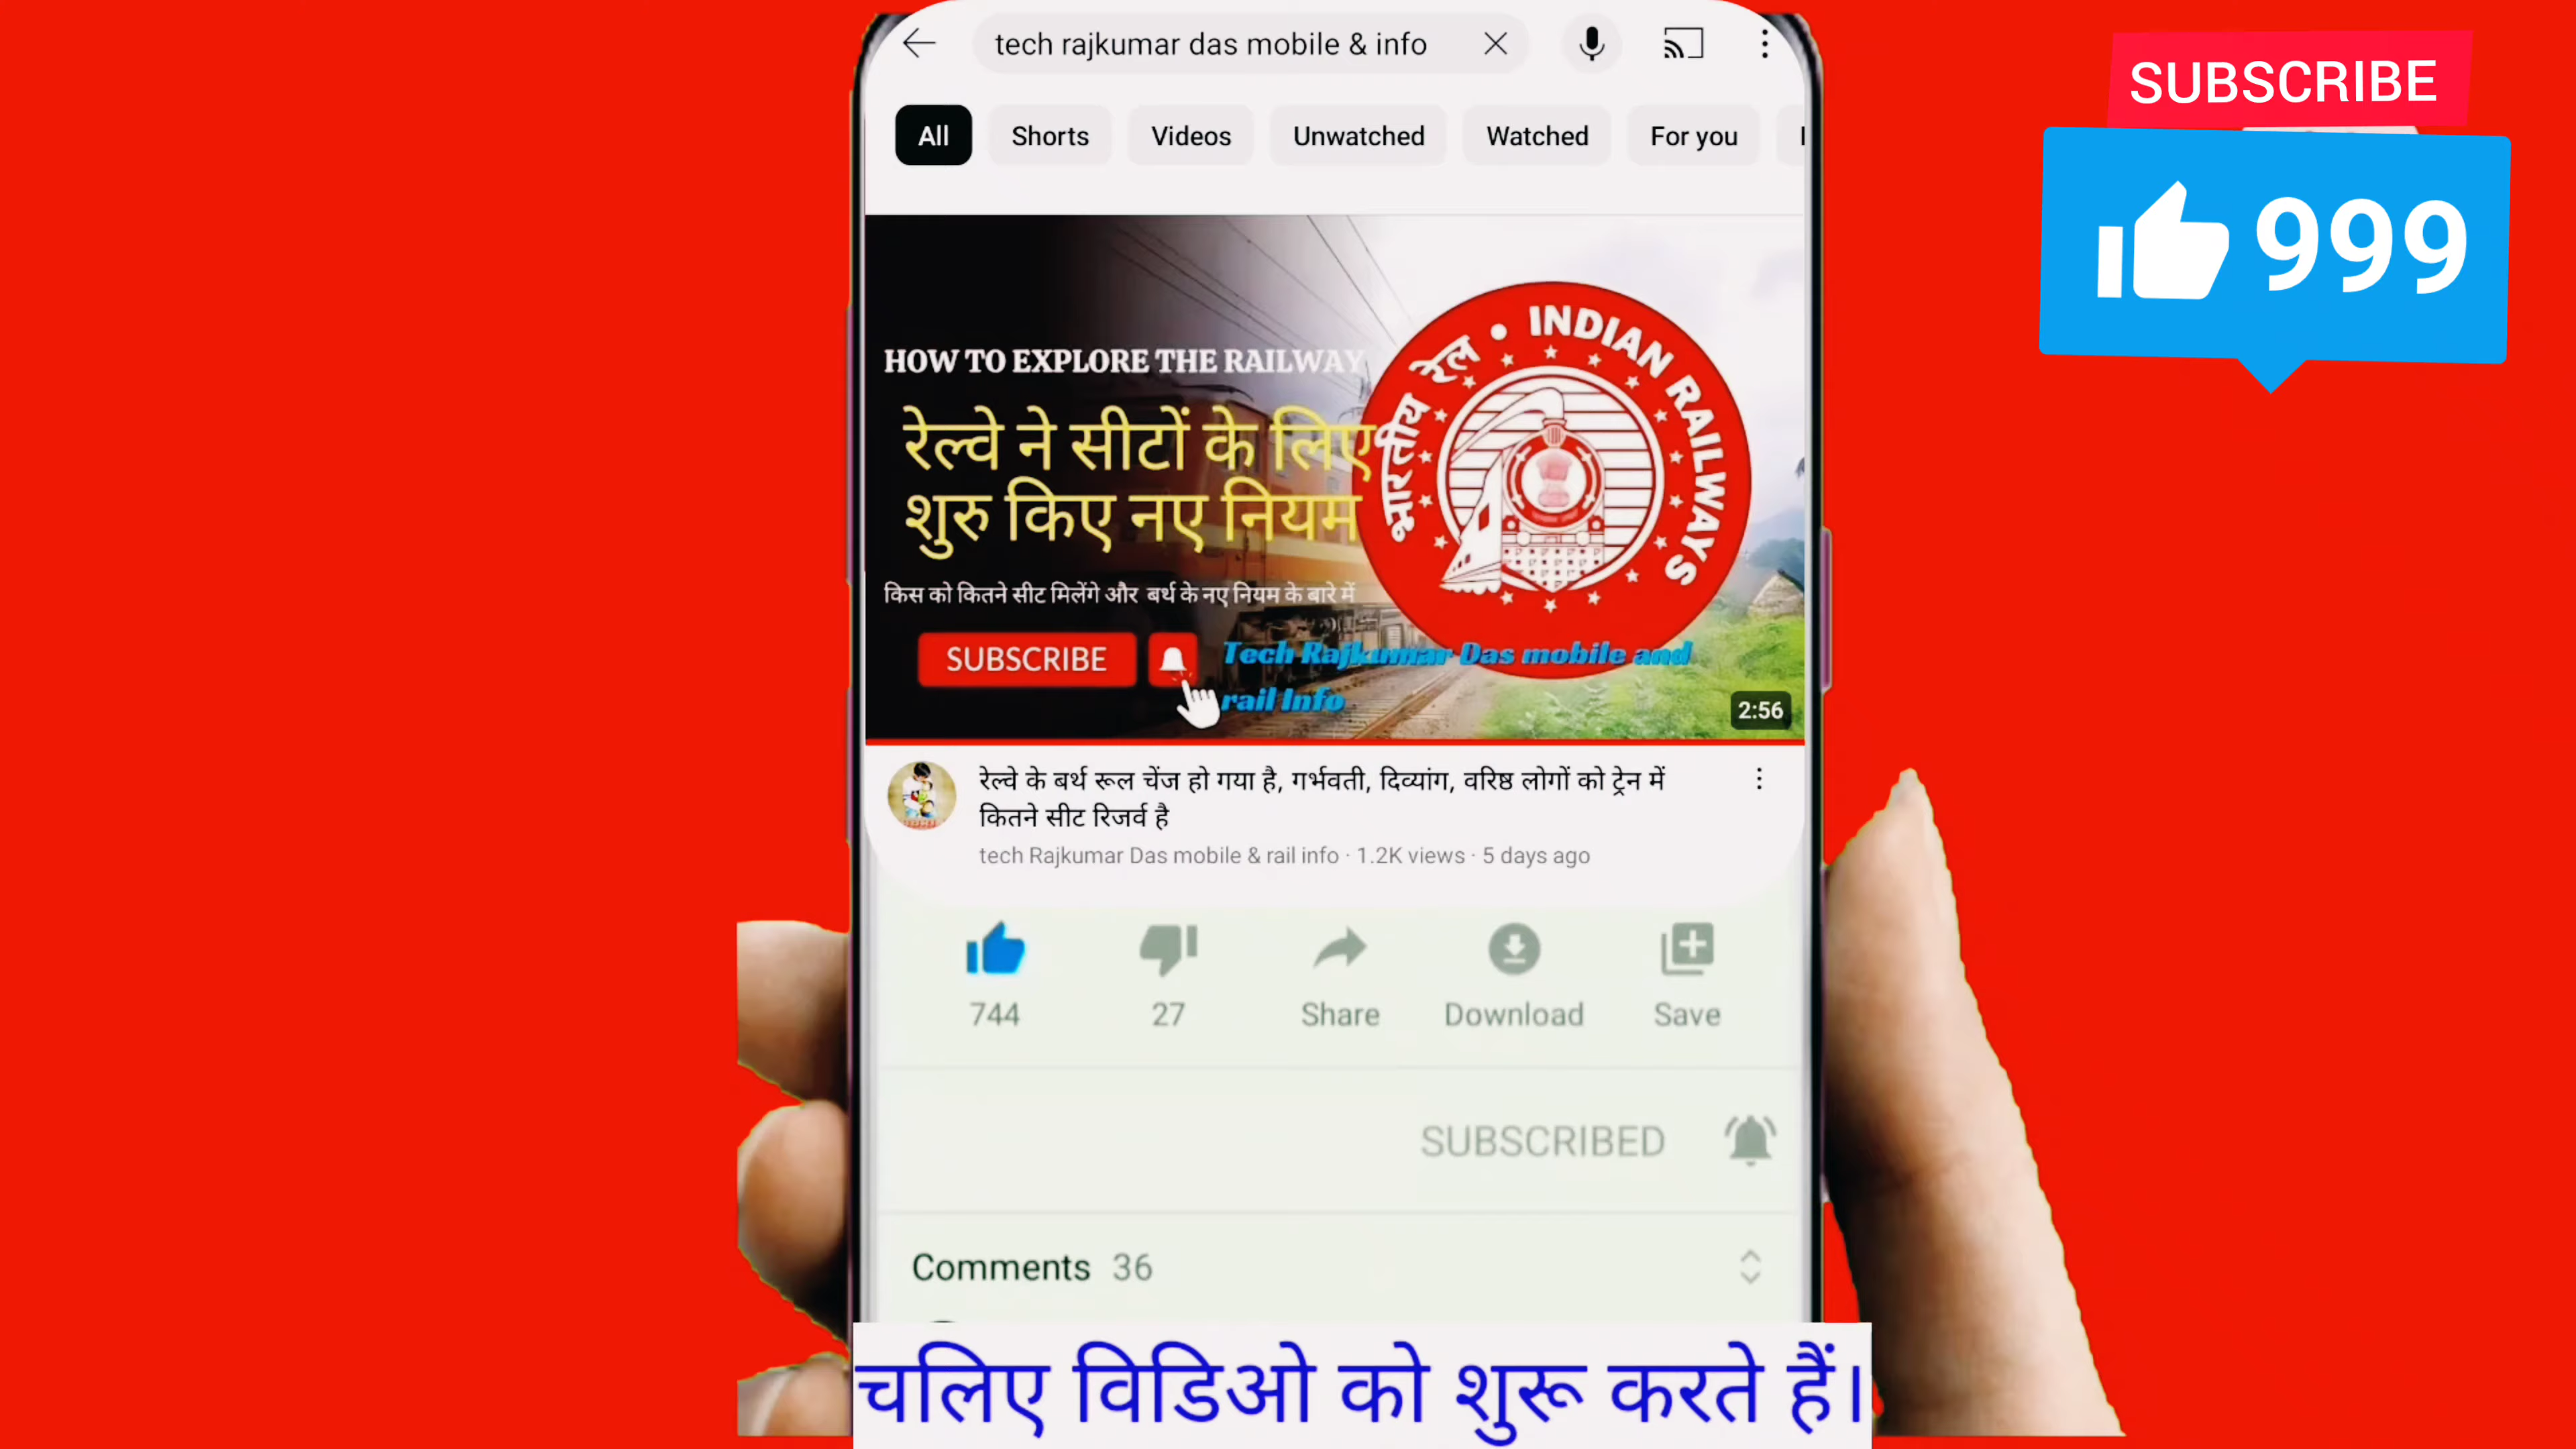 tech rajkumar das mobile & info
All Shorts Videos Unwatched Watched For you
SUBSCRIBE
999
HOW TO EXPLORE THE RAILWAY
भारतीय रेल • INDIAN RAILWAYS
रेल्वे ने सीटों के लिए
शुरु किए नए नियम
किस को कितने सीट मिलेंगे और बर्थ के नए नियम के बारे में
SUBSCRIBE
Tech Rajkumar Das mobile and
rail Info
2:56
रेल्वे के बर्थ रूल चेंज हो गया है, गर्भवती, दिव्यांग, वरिष्ठ लोगों को ट्रेन में
कितने सीट रिजर्व है
tech Rajkumar Das mobile & rail info · 1.2K views · 5 days ago
744 27 Share Download Save
SUBSCRIBED
Comments 36
चलिए विडिओ को शुरू करते हैं।